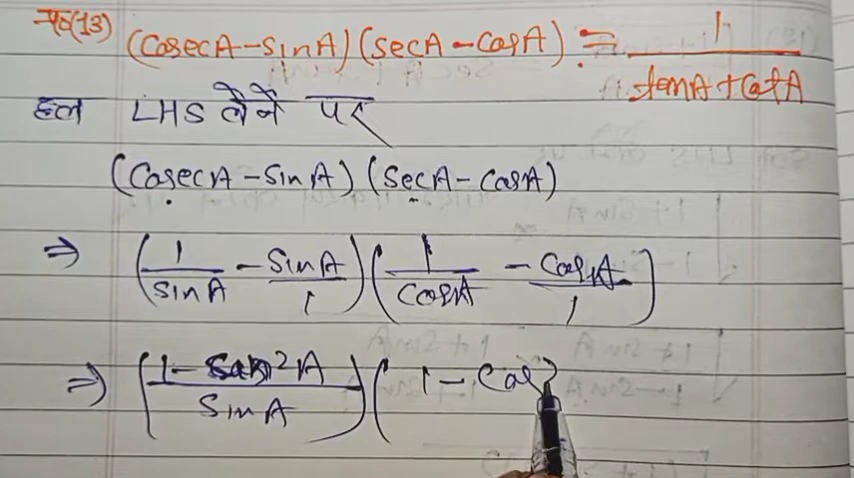 (13) (CosecA - SinA) (SecA - CosA) = 1/(tanA + CotA)
हल LHS लेने पर
(CosecA - SinA) (SecA - CosA)
⇒ (1/SinA - SinA/1) (1/CosA - CosA/1)
⇒ ((1 - Sin²A)/SinA) (1 - Cos²